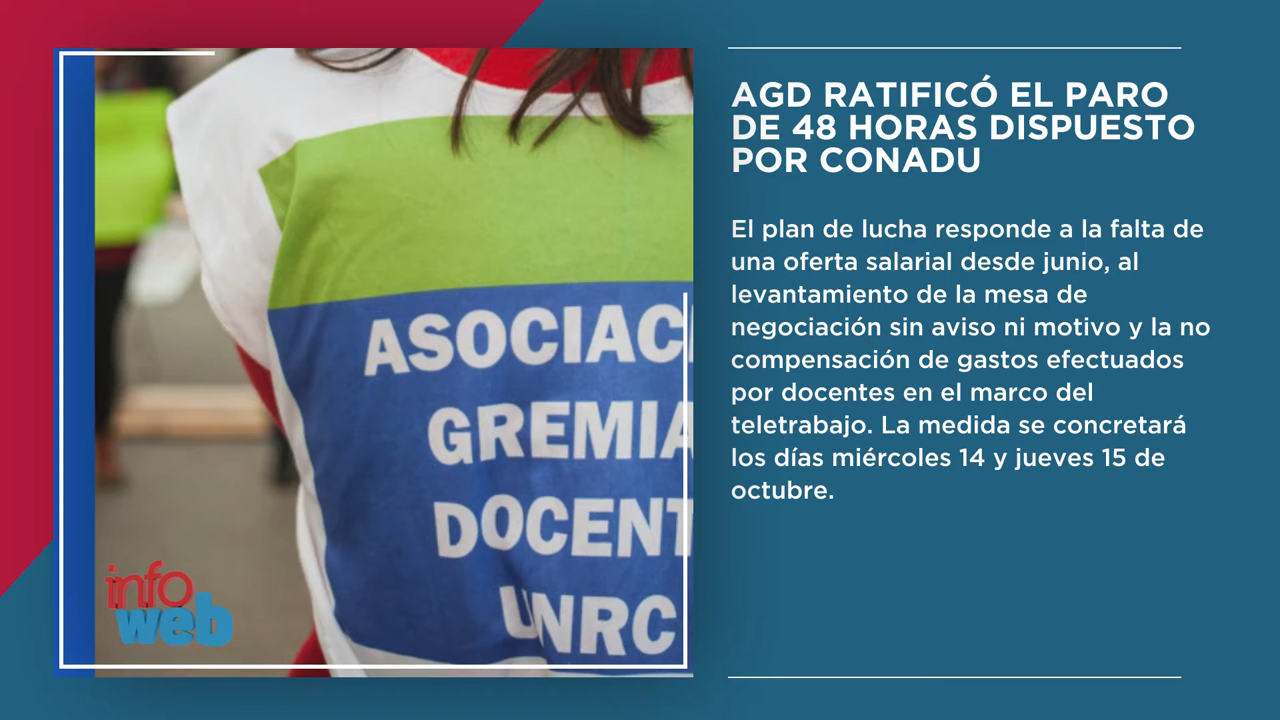 AGD RATIFICÓ EL PARO
DE 48 HORAS DISPUESTO
POR CONADU
El plan de lucha responde a la falta de
una oferta salarial desde junio, al
levantamiento de la mesa de
negociación sin aviso ni motivo y la no
compensación de gastos efectuados
por docentes en el marco del
teletrabajo. La medida se concretará
los días miércoles 14 y jueves 15 de
octubre.
ASOCIAC
GREMIA
DOCENT
UNRC
info
web